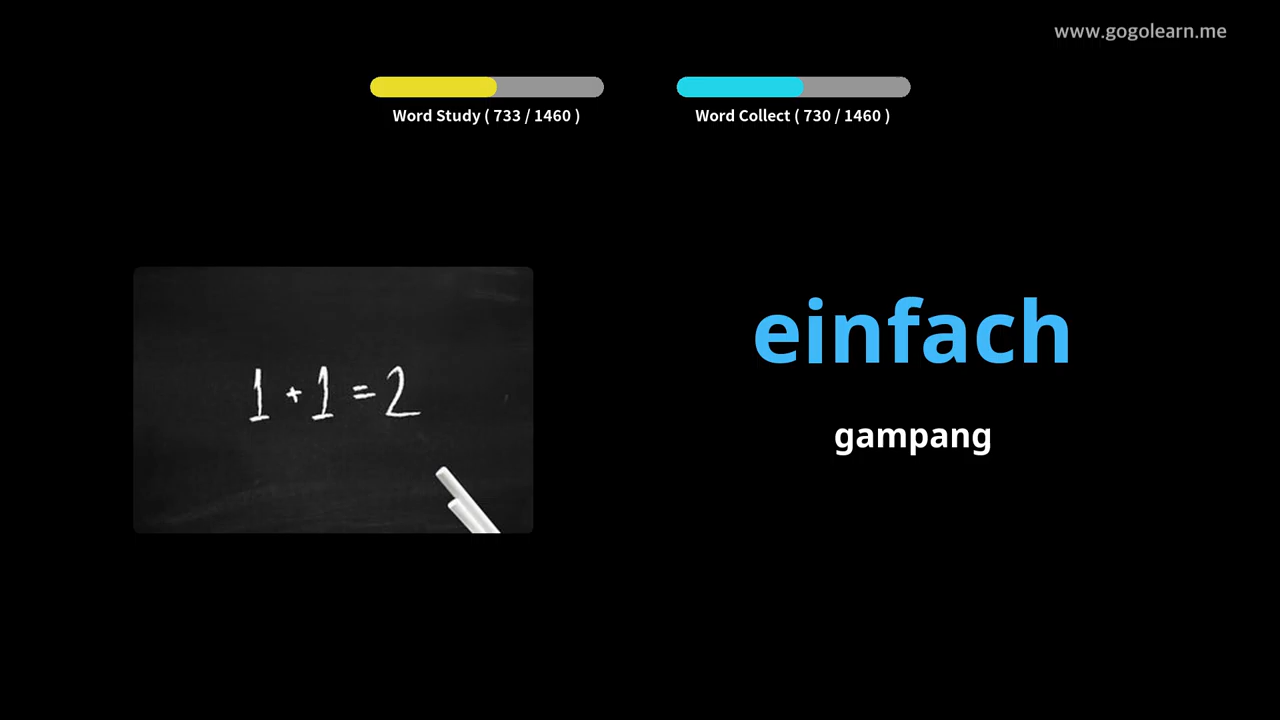 www.gogolearn.me
Word Study ( 733 / 1460 )
Word Collect ( 730 / 1460 )
1 + 1 = 2
einfach
gampang